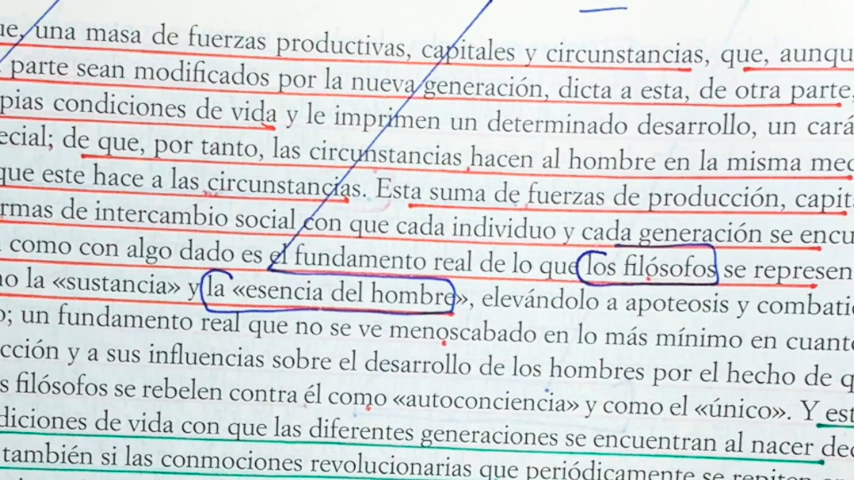 ue, una masa de fuerzas productivas, capitales y circunstancias, que, aunqu
parte sean modificados por la nueva generación, dicta a esta, de otra parte,
pias condiciones de vida y le imprimen un determinado desarrollo, un cará
ecial; de que, por tanto, las circunstancias hacen al hombre en la misma med
que este hace a las circunstancias. Esta suma de fuerzas de producción, capit
rmas de intercambio social con que cada individuo y cada generación se encu
como con algo dado es el fundamento real de lo que los filósofos se represen
no la «sustancia» y la «esencia del hombre», elevándolo a apoteosis y combati
o; un fundamento real que no se ve menoscabado en lo más mínimo en cuant
cción y a sus influencias sobre el desarrollo de los hombres por el hecho de q
s filósofos se rebelen contra él como «autoconciencia» y como el «único». Y est
diciones de vida con que las diferentes generaciones se encuentran al nacer dec
también si las conmociones revolucionarias que periódicamente se repiten en